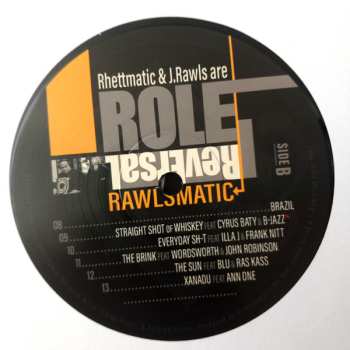 Rhettmatic & J.Rawls are
ROLE
Reversal
RAWLSMATIC
SIDE B
08 BRAZIL
09 STRAIGHT SHOT OF WHISKEY FEAT CYRUS BATY & B-JAZZ
10 EVERYDAY SH-T FEAT ILLA J & FRANK NITT
11 THE BRINK FEAT WORDSWORTH & JOHN ROBINSON
12 THE SUN FEAT BLU & RAS KASS
13 XANADU FEAT ANN ONE